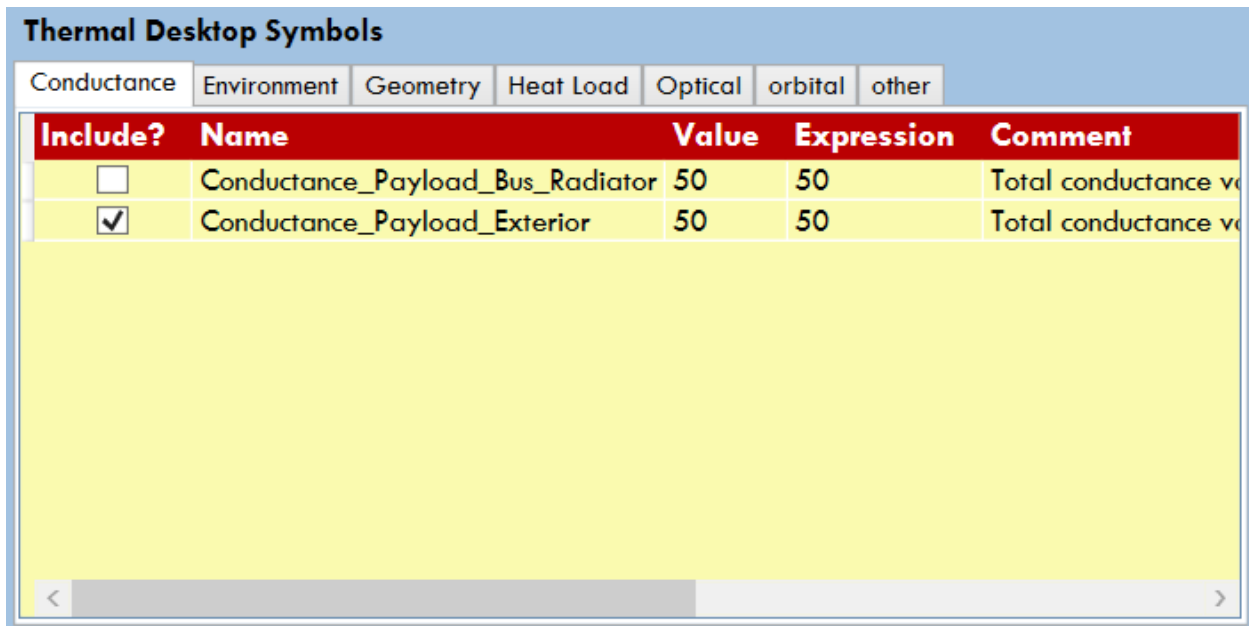 Thermal Desktop Symbols
Conductance Environment Geometry Heat Load Optical orbital other
Include? Name Value Expression Comment
Conductance_Payload_Bus_Radiator 50 50 Total conductance
Conductance_Payload_Exterior 50 50 Total conductance